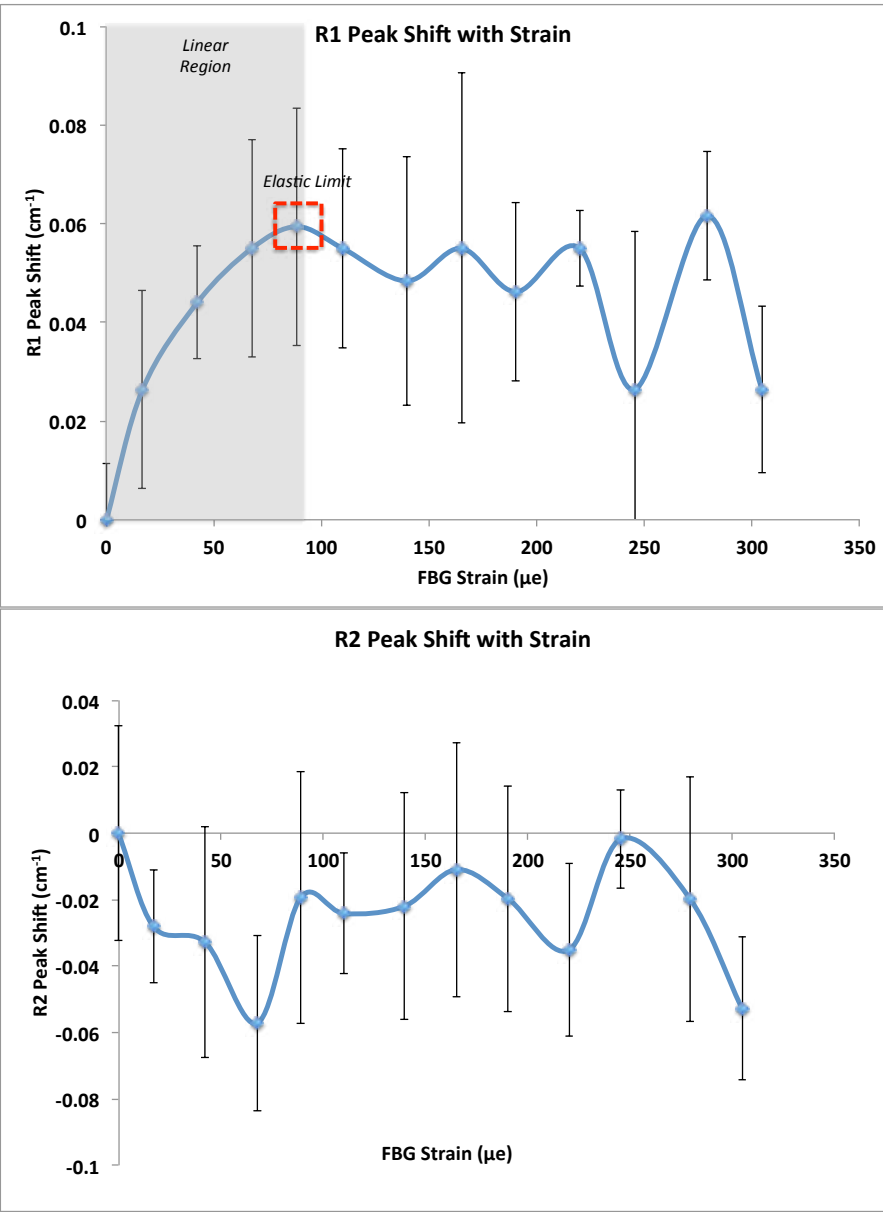 R1 Peak Shift with Strain
Linear
Region
Elastic Limit
0.1
0.08
0.06
0.04
0.02
0
R1 Peak Shift (cm⁻¹)
0 50 100 150 200 250 300 350
FBG Strain (µe)
R2 Peak Shift with Strain
0.04
0.02
0
-0.02
-0.04
-0.06
-0.08
-0.1
R2 Peak Shift (cm⁻¹)
0 50 100 150 200 250 300 350
FBG Strain (µe)